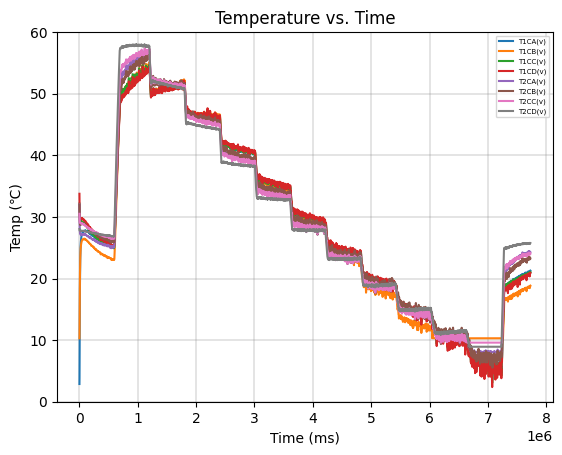 Temperature vs. Time
60
50
40
30
20
10
0
Temp (℃)
T1CA(v)
T1CB(v)
T1CC(v)
T1CD(v)
T2CA(v)
T2CB(v)
T2CC(v)
T2CD(v)
0 1 2 3 4 5 6 7 8
1e6
Time (ms)